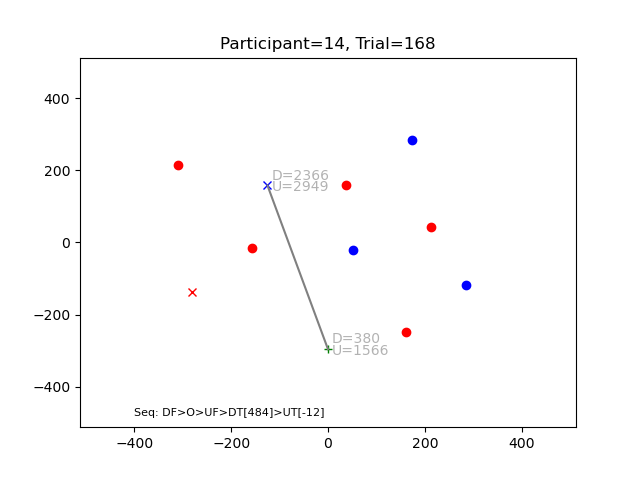 Participant=14, Trial=168
400
200
0
−200
−400
D=2366
U=2949
D=380
U=1566
Seq: DF>O>UF>DT[484]>UT[-12]
−400
−200
0
200
400